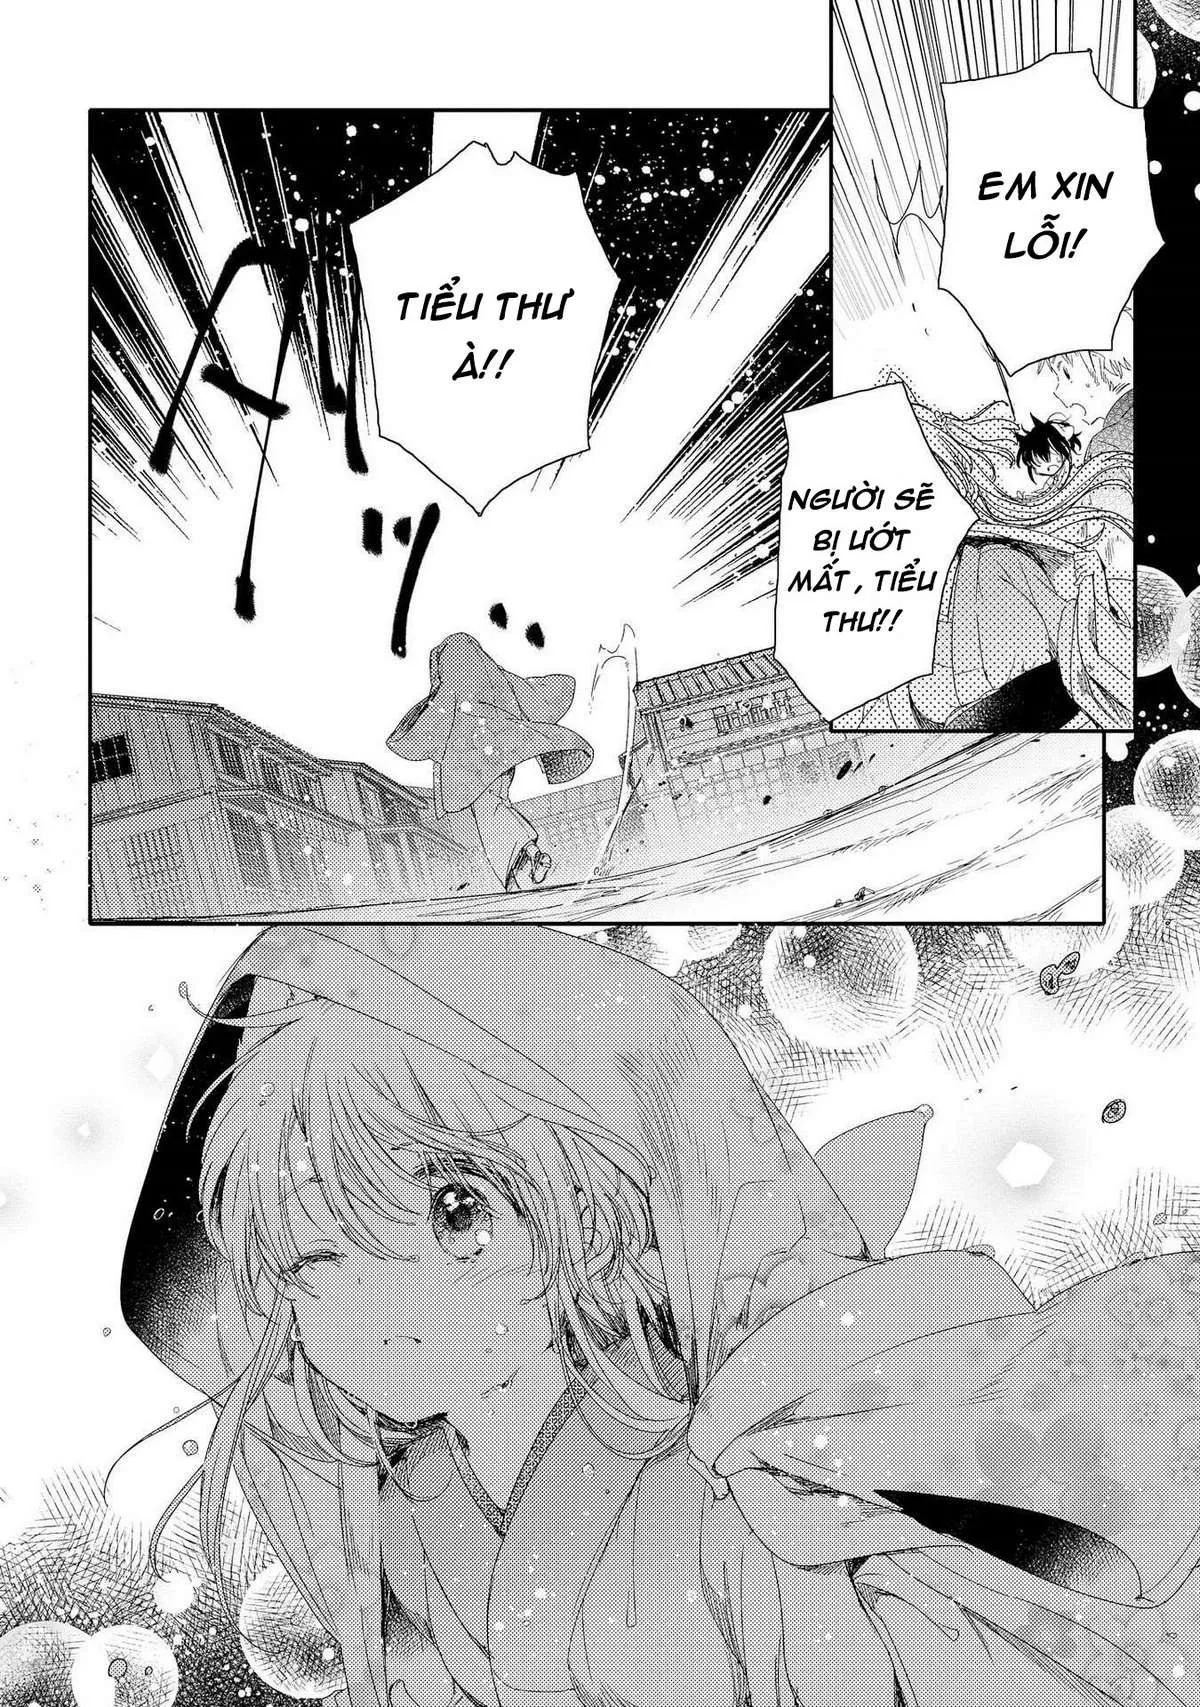 EM XIN
LỖI!
NGƯỜI SẼ
BỊ ƯỚT
MẤT , TIỂU
THƯ!!
TIỂU THƯ
À!!